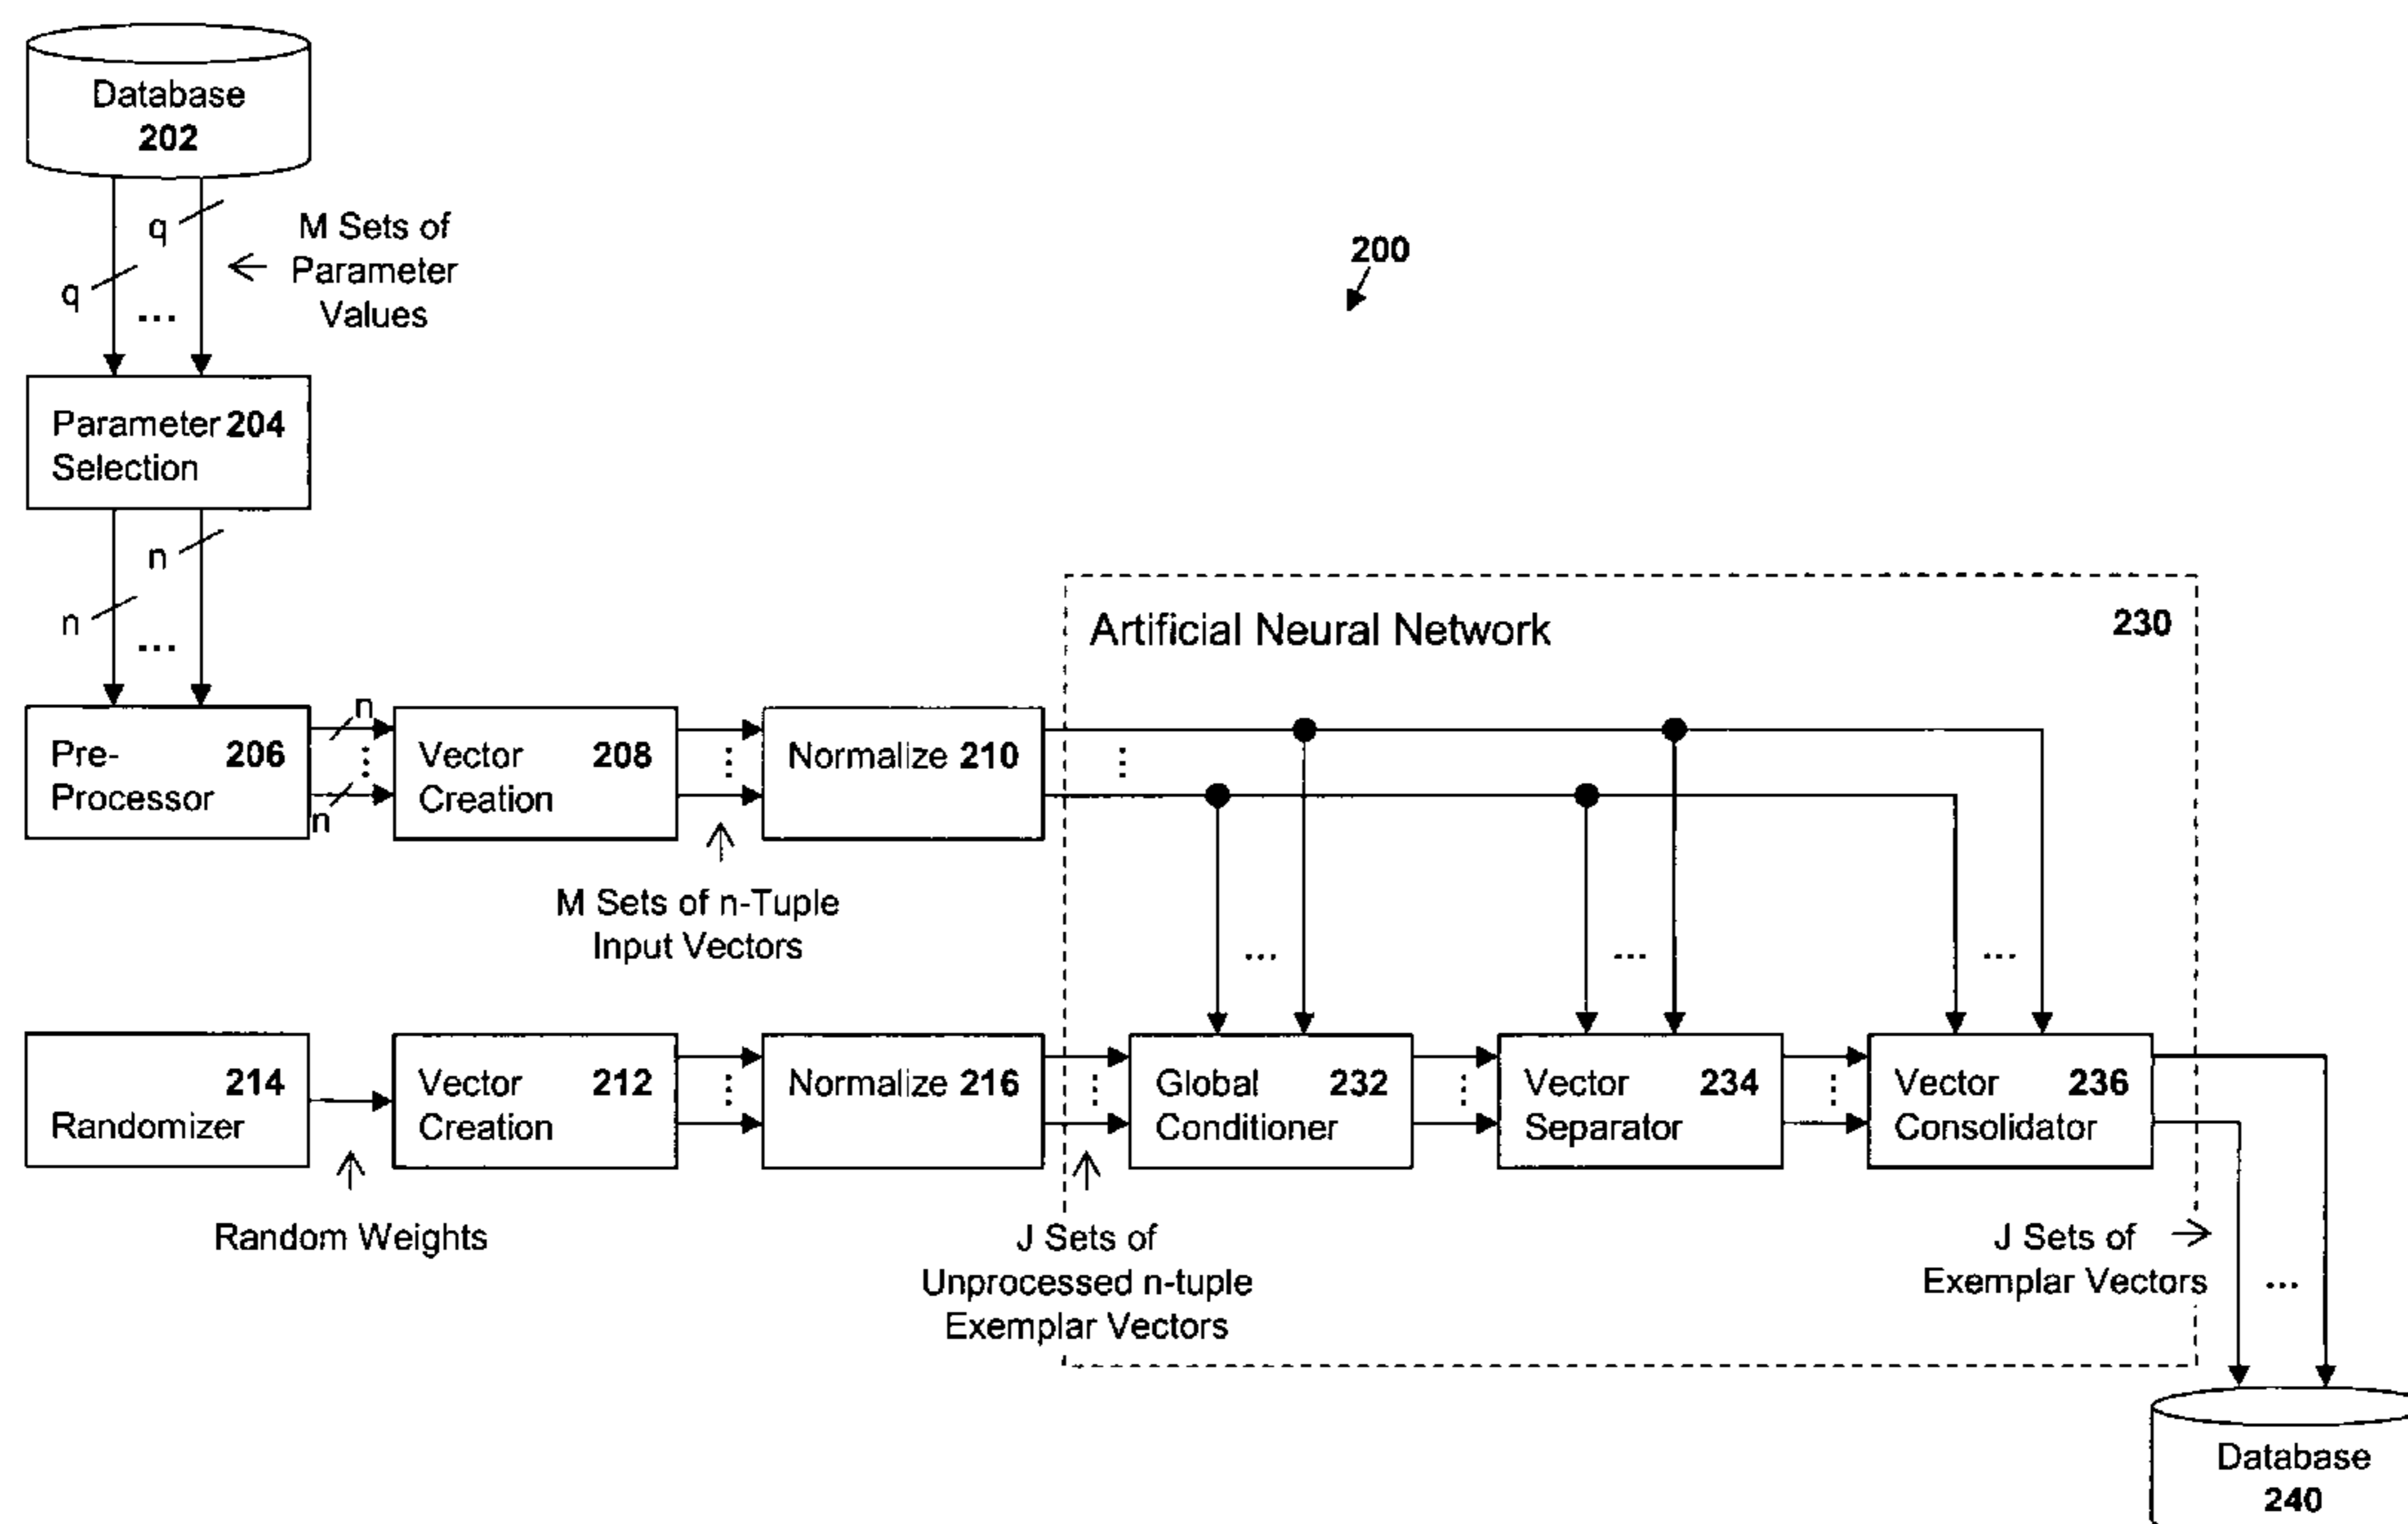 Database
202
q
M Sets of
Parameter
Values
q
...
200
Parameter 204
Selection
n
n
...
Artificial Neural Network 230
Pre- 206
Processor
n
n
Vector 208
Creation
Normalize 210
M Sets of n-Tuple
Input Vectors
... ... ...
214
Randomizer
Vector 212
Creation
Normalize 216
Global 232
Conditioner
Vector 234
Separator
Vector 236
Consolidator
Random Weights
J Sets of
Unprocessed n-tuple
Exemplar Vectors
J Sets of
Exemplar Vectors
...
Database
240